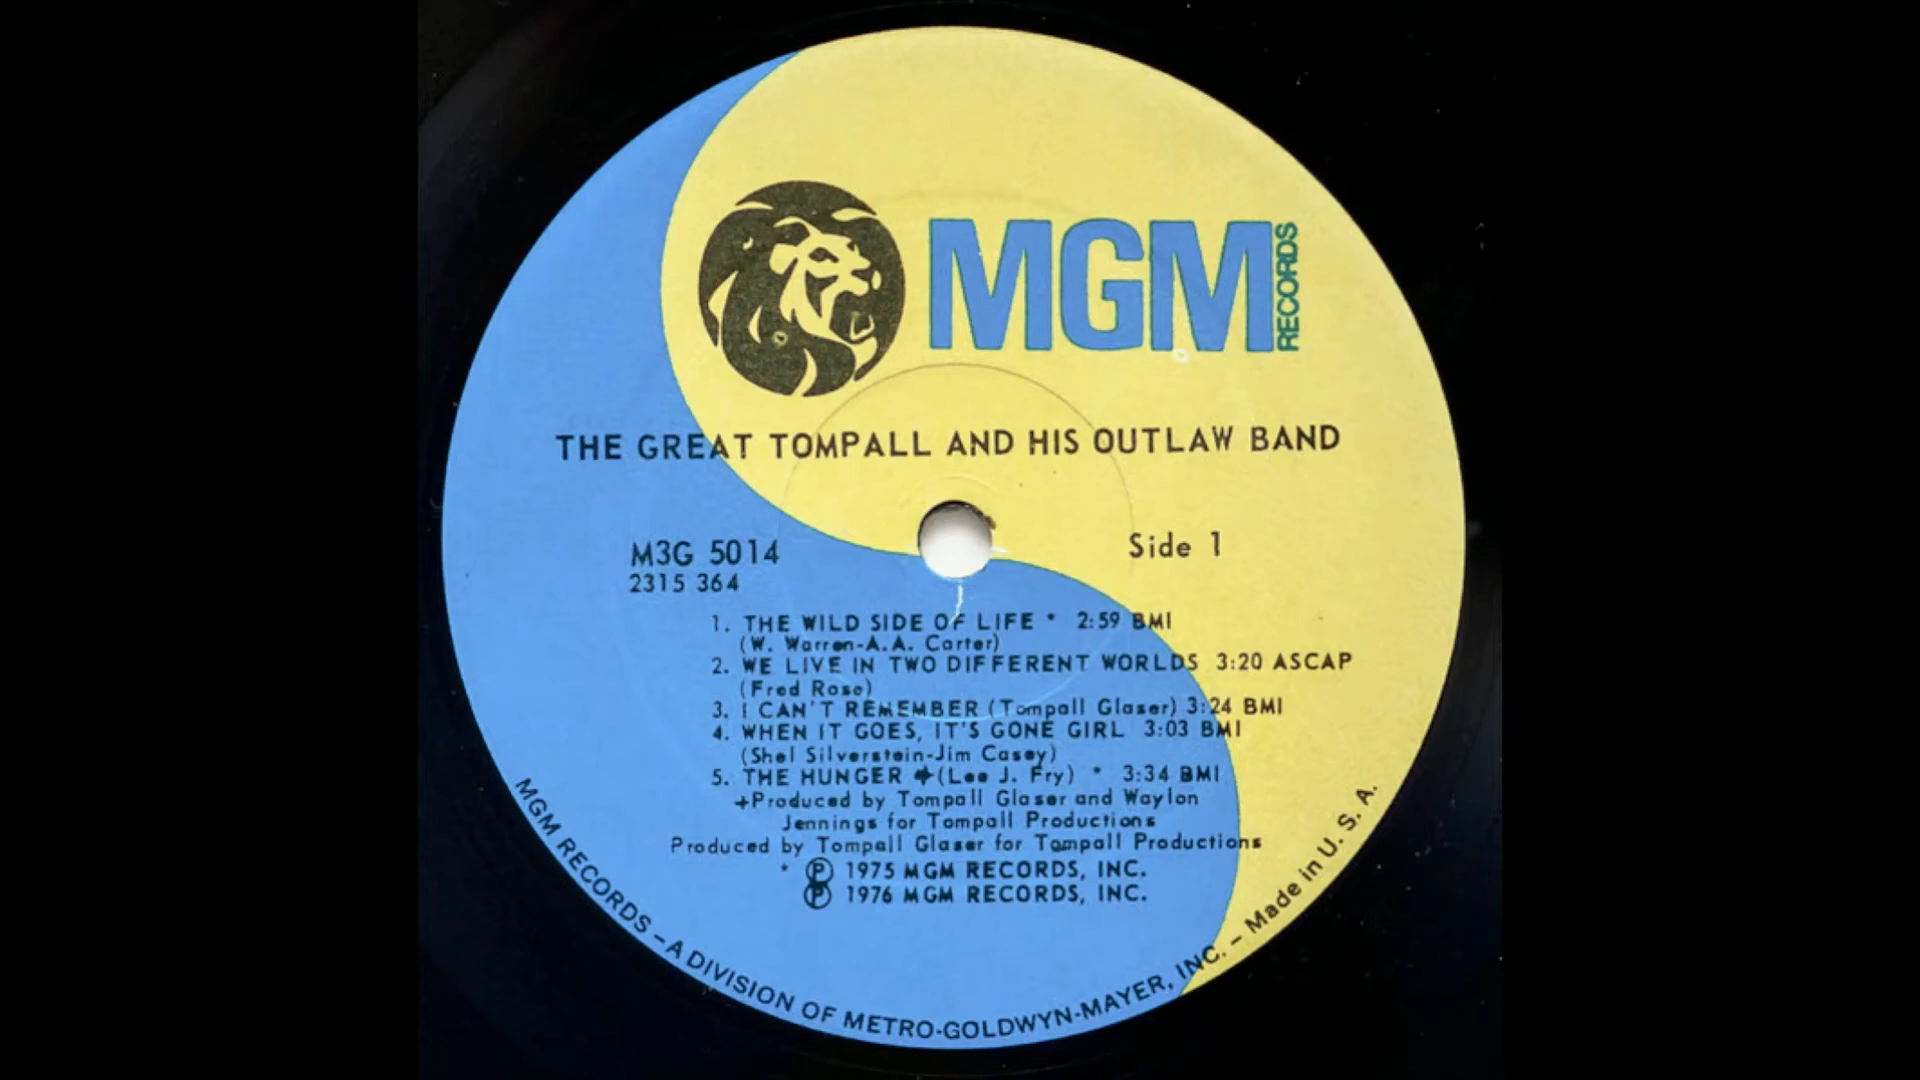 MGM RECORDS
THE GREAT TOMPALL AND HIS OUTLAW BAND
M3G 5014
2315 364
Side 1
1. THE WILD SIDE OF LIFE * 2:59 BMI
(W. Warren-A.A. Carter)
2. WE LIVE IN TWO DIFFERENT WORLDS 3:20 ASCAP
(Fred Rose)
3. I CAN'T REMEMBER (Tompall Glaser) 3:24 BMI
4. WHEN IT GOES, IT'S GONE GIRL 3:03 BMI
(Shel Silverstein-Jim Casey)
5. THE HUNGER +(Lee J. Fry) * 3:34 BMI
+Produced by Tompall Glaser and Waylon
Jennings for Tompall Productions
Produced by Tompall Glaser for Tompall Productions
* Ⓟ 1975 MGM RECORDS, INC.
Ⓟ 1976 MGM RECORDS, INC.
MGM RECORDS – A DIVISION OF METRO-GOLDWYN-MAYER, INC. – Made in U. S. A.